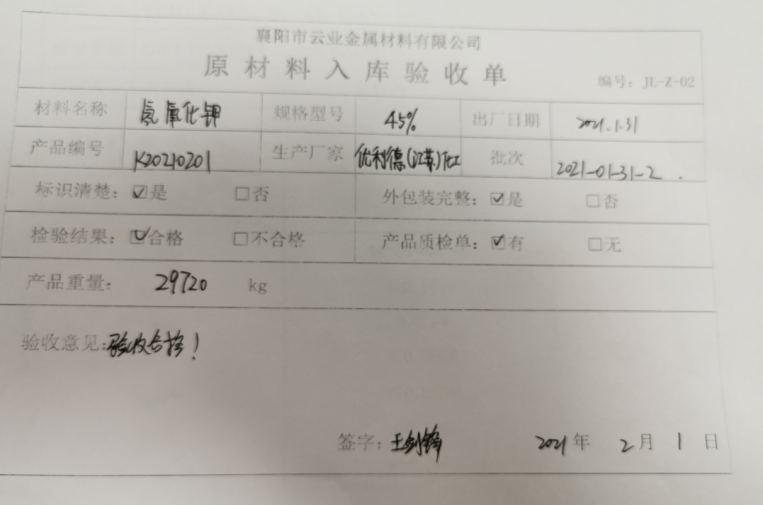 襄阳市云业金属材料有限公司
原材料入库验收单
编号：JL-Z-02
材料名称 氢氧化钾 规格型号 45% 出厂日期 2021.1.31
产品编号 K20210201 生产厂家 优利德(江苏)化工 批次 2021-01-31-2.
标识清楚：☑是 □否 外包装完整：☑是 □否
检验结果：☑合格 □不合格 产品质检单：☑有 □无
产品重量： 29720 kg
验收意见：验收合格！
签字：王剑锋 2021年 2月 1日